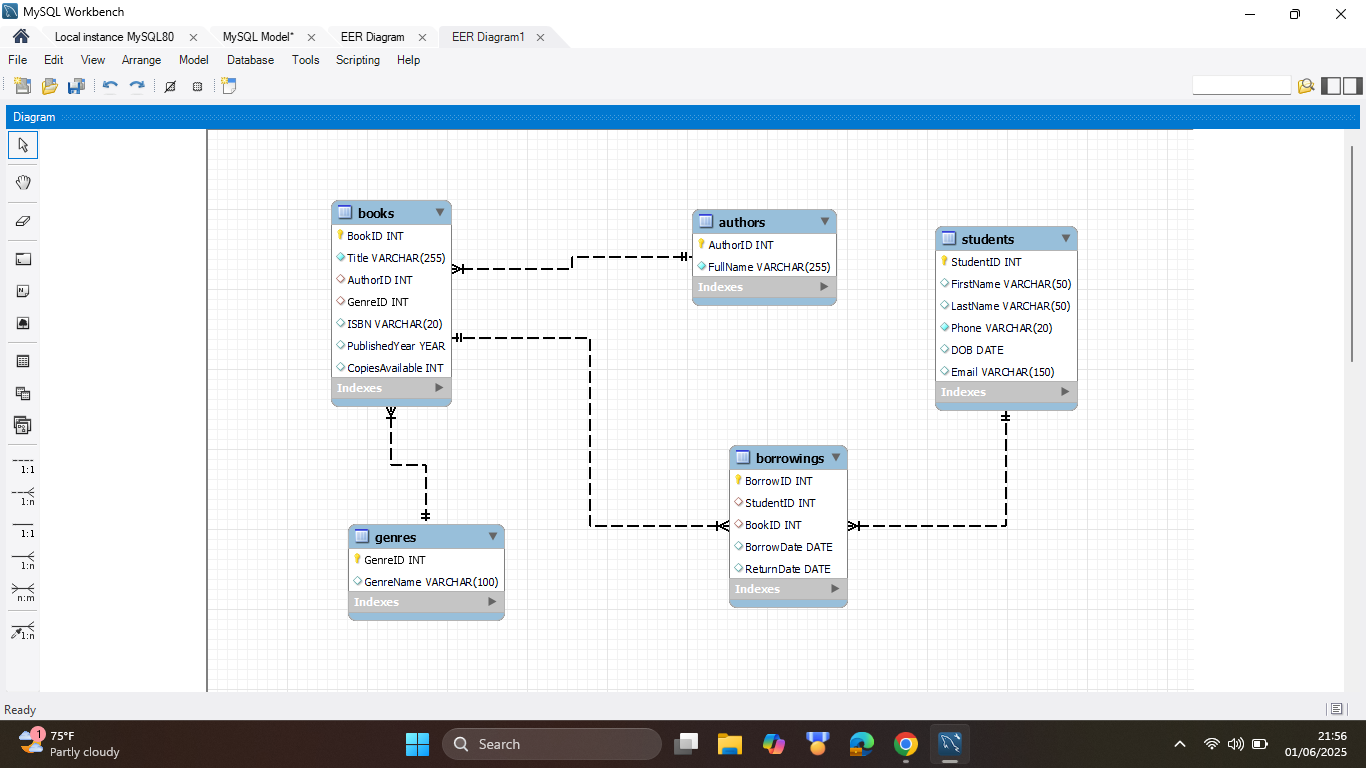 MySQL Workbench
Local instance MySQL80
MySQL Model*
EER Diagram
EER Diagram1
File Edit View Arrange Model Database Tools Scripting Help
Diagram
books
BookID INT
Title VARCHAR(255)
AuthorID INT
GenreID INT
ISBN VARCHAR(20)
PublishedYear YEAR
CopiesAvailable INT
Indexes
authors
AuthorID INT
FullName VARCHAR(255)
Indexes
students
StudentID INT
FirstName VARCHAR(50)
LastName VARCHAR(50)
Phone VARCHAR(20)
DOB DATE
Email VARCHAR(150)
Indexes
genres
GenreID INT
GenreName VARCHAR(100)
Indexes
borrowings
BorrowID INT
StudentID INT
BookID INT
BorrowDate DATE
ReturnDate DATE
Indexes
1:1
1:n
1:1
1:n
n:m
1:n
Ready
1
75°F
Partly cloudy
Search
21:56
01/06/2025